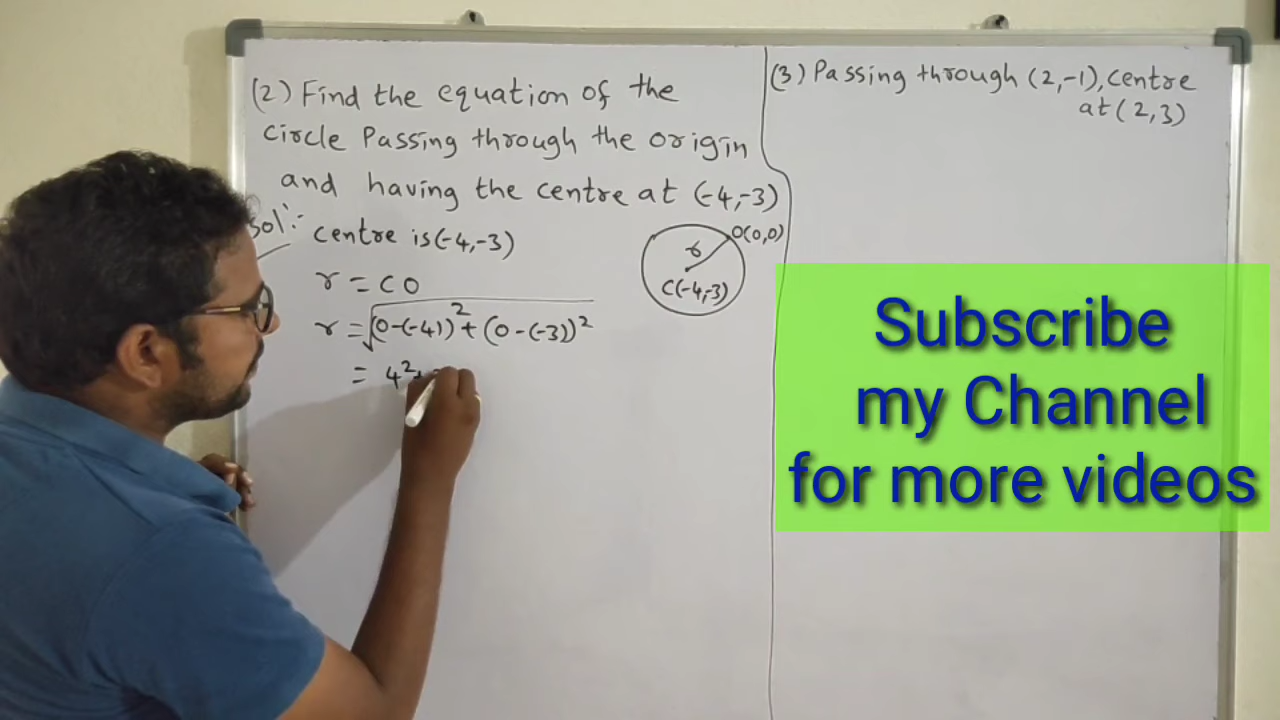 (2) Find the equation of the
circle Passing through the origin
and having the centre at (-4,-3)
Sol:-
centre is (-4,-3)
r = CO
r = √(0-(-4))² + (0-(-3))²
= 4²+
O(0,0)
r
C(-4,-3)
(3) Passing through (2,-1), centre
at (2,3)
Subscribe
my Channel
for more videos